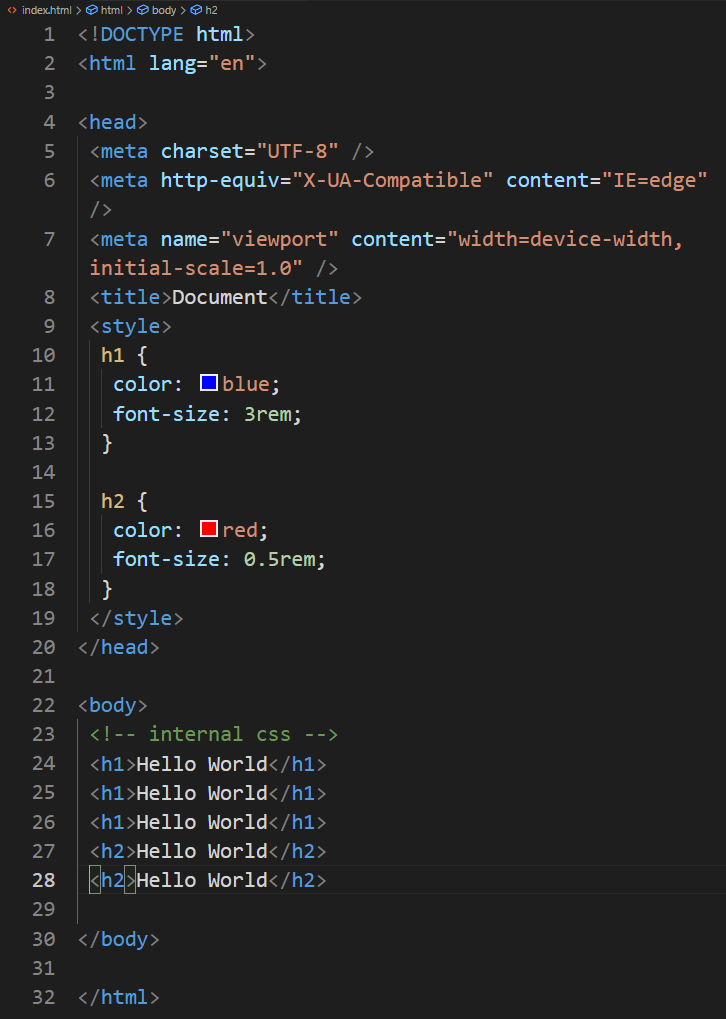 index.html > html > body > h2
1 <!DOCTYPE html>
2 <html lang="en">
3
4 <head>
5 <meta charset="UTF-8" />
6 <meta http-equiv="X-UA-Compatible" content="IE=edge"
/>
7 <meta name="viewport" content="width=device-width,
initial-scale=1.0" />
8 <title>Document</title>
9 <style>
10 h1 {
11 color: blue;
12 font-size: 3rem;
13 }
14
15 h2 {
16 color: red;
17 font-size: 0.5rem;
18 }
19 </style>
20 </head>
21
22 <body>
23 <!-- internal css -->
24 <h1>Hello World</h1>
25 <h1>Hello World</h1>
26 <h1>Hello World</h1>
27 <h2>Hello World</h2>
28 <h2>Hello World</h2>
29
30 </body>
31
32 </html>